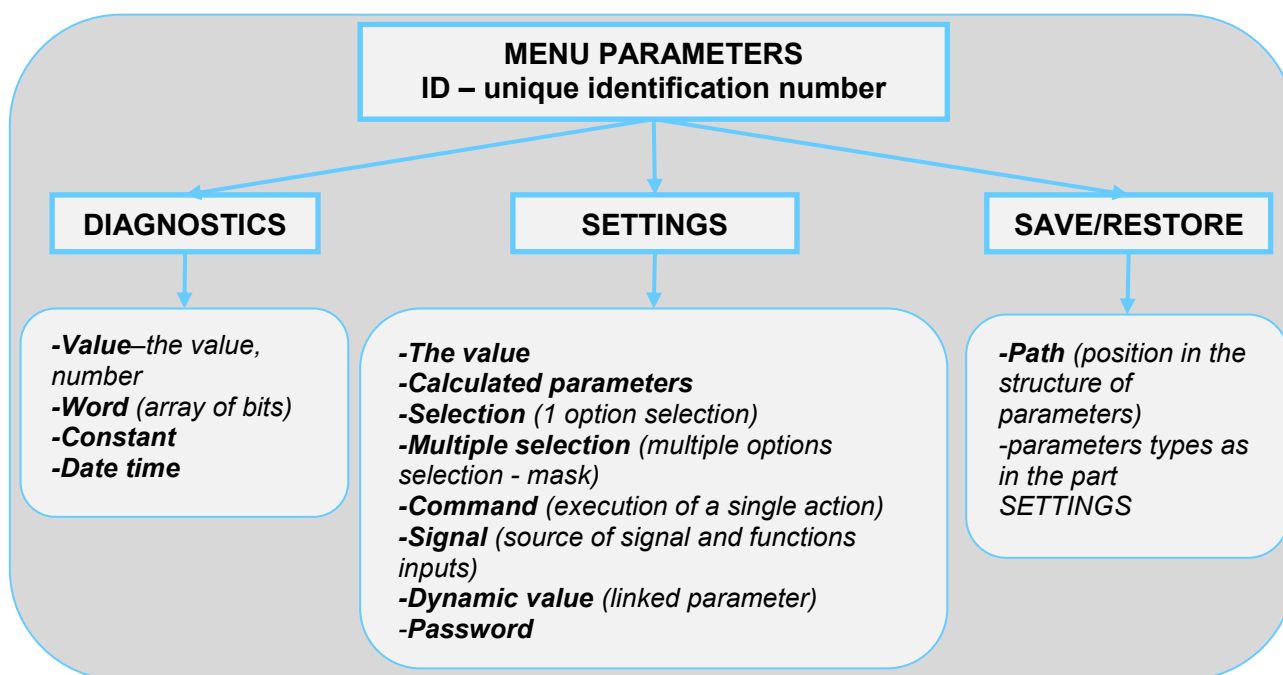 MENU PARAMETERS
ID – unique identification number
DIAGNOSTICS
SETTINGS
SAVE/RESTORE
-Value–the value,
number
-Word (array of bits)
-Constant
-Date time
-The value
-Calculated parameters
-Selection (1 option selection)
-Multiple selection (multiple options
selection - mask)
-Command (execution of a single action)
-Signal (source of signal and functions
inputs)
-Dynamic value (linked parameter)
-Password
-Path (position in the
structure of
parameters)
-parameters types as
in the part
SETTINGS